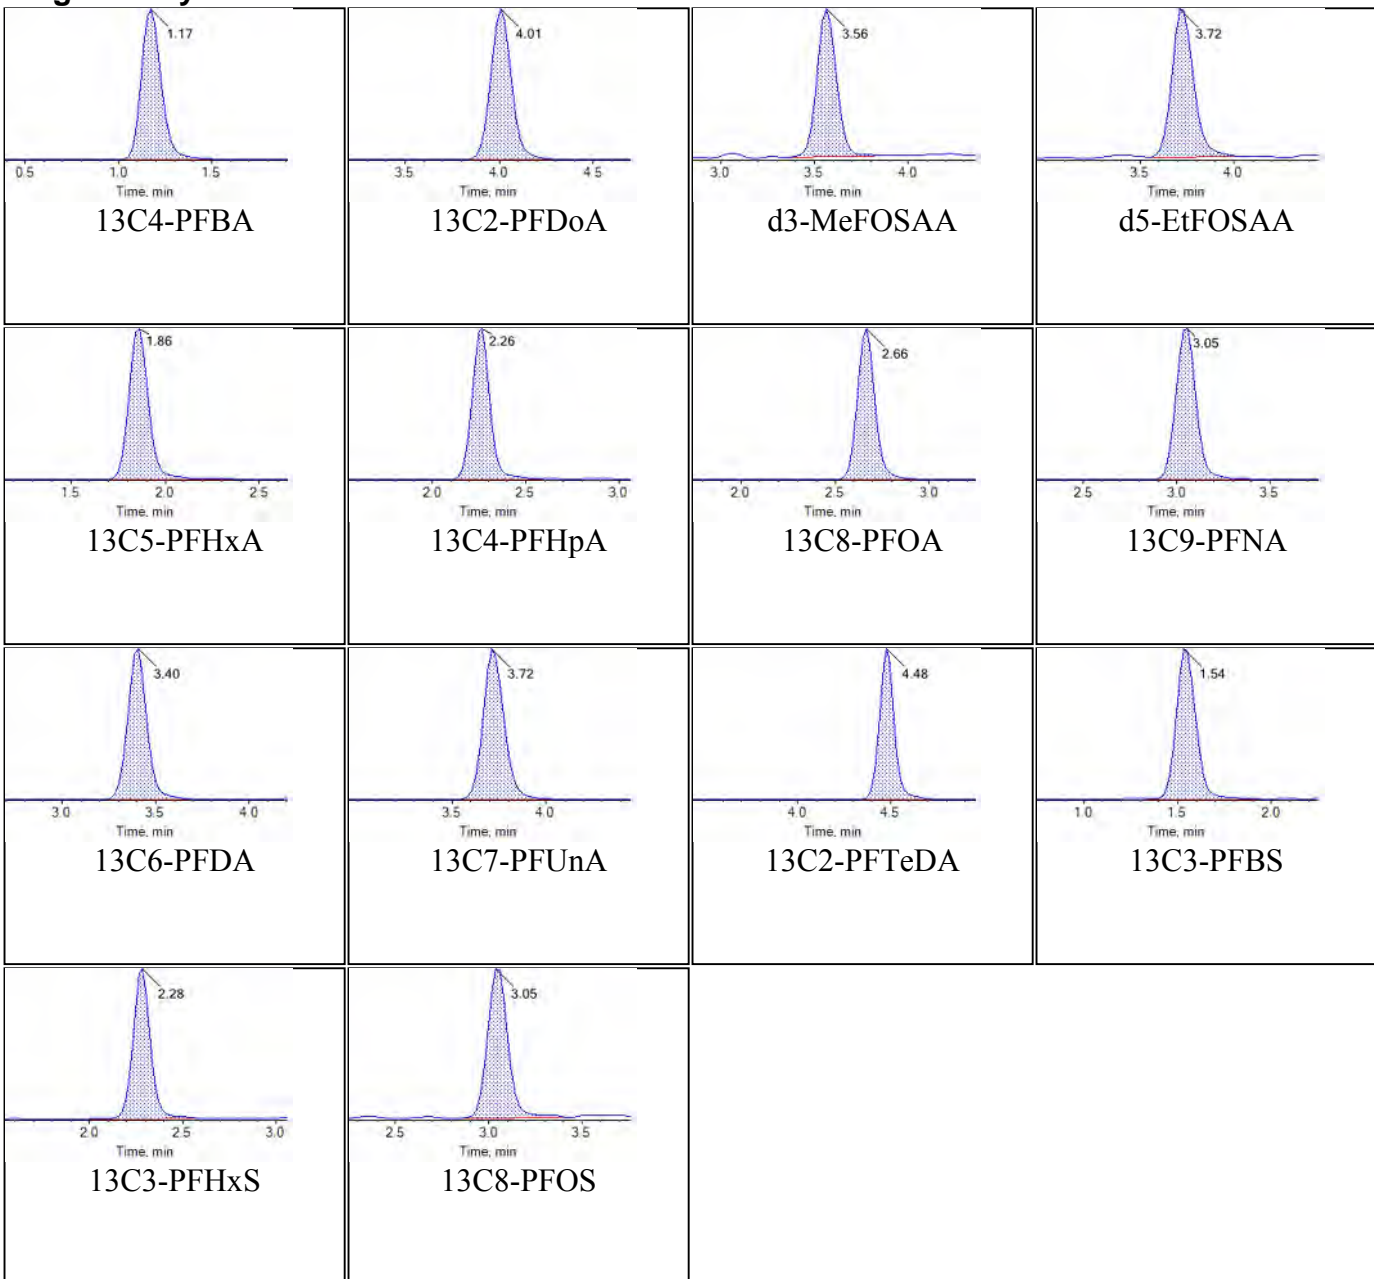 1.17
0.5 1.0 1.5
Time, min
13C4-PFBA
4.01
3.5 4.0 4.5
Time, min
13C2-PFDoA
3.56
3.0 3.5 4.0
Time, min
d3-MeFOSAA
3.72
3.5 4.0
Time, min
d5-EtFOSAA
1.86
1.5 2.0 2.5
Time, min
13C5-PFHxA
2.26
2.0 2.5 3.0
Time, min
13C4-PFHpA
2.66
2.0 2.5 3.0
Time, min
13C8-PFOA
3.05
2.5 3.0 3.5
Time, min
13C9-PFNA
3.40
3.0 3.5 4.0
Time, min
13C6-PFDA
3.72
3.5 4.0
Time, min
13C7-PFUnA
4.48
4.0 4.5
Time, min
13C2-PFTeDA
1.54
1.0 1.5 2.0
Time, min
13C3-PFBS
2.28
2.0 2.5 3.0
Time, min
13C3-PFHxS
3.05
2.5 3.0 3.5
Time, min
13C8-PFOS